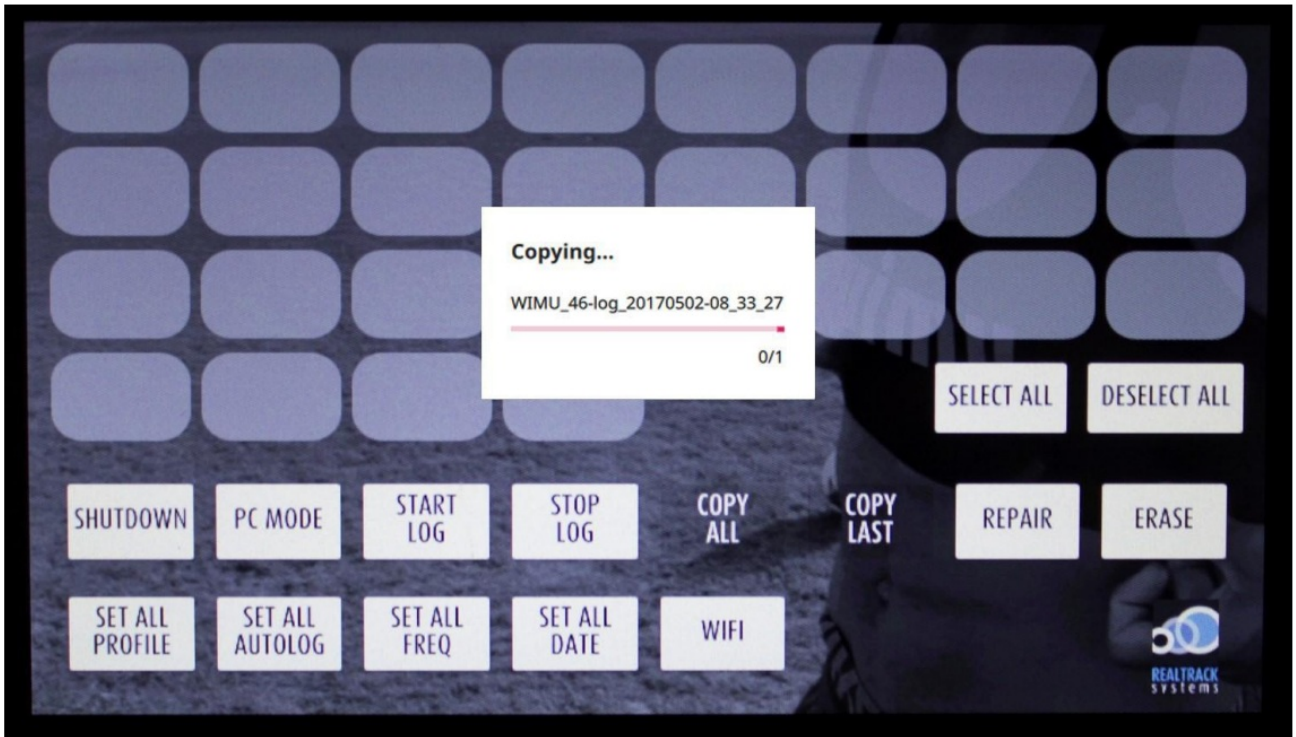 Copying...
WIMU_46-log_20170502-08_33_27
0/1
SELECT ALL
DESELECT ALL
SHUTDOWN
PC MODE
START
LOG
STOP
LOG
COPY
ALL
COPY
LAST
REPAIR
ERASE
SET ALL
PROFILE
SET ALL
AUTOLOG
SET ALL
FREQ
SET ALL
DATE
WIFI
REALTRACK
systems